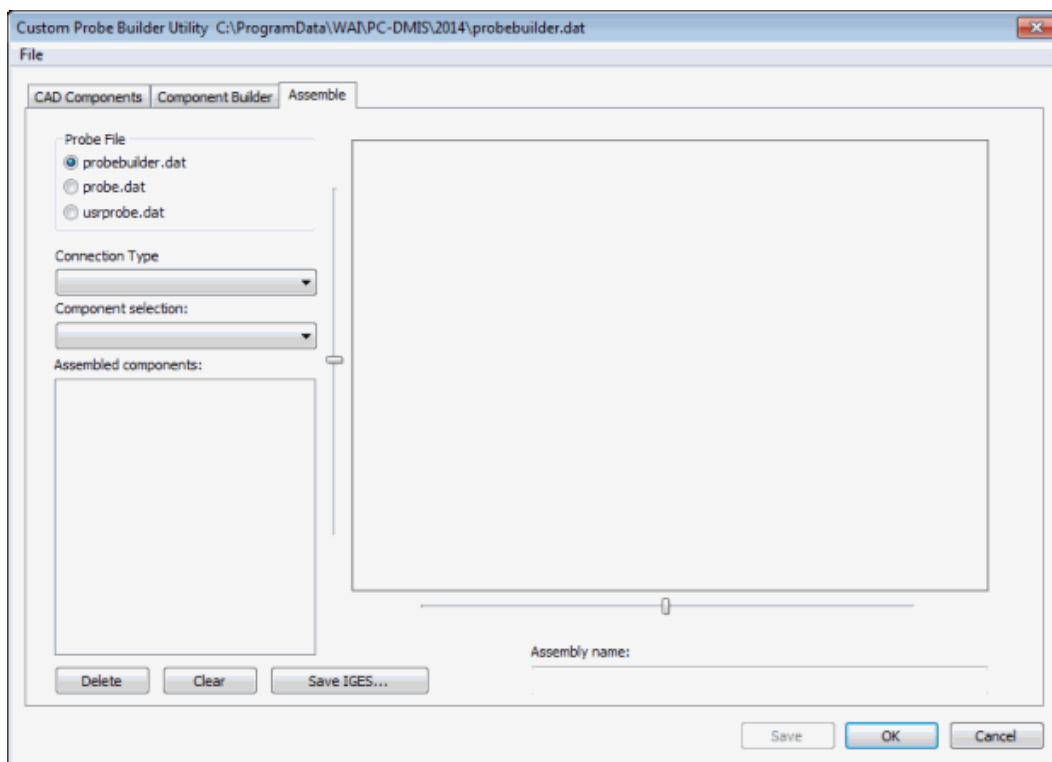 Custom Probe Builder Utility C:\ProgramData\WAI\PC-DMIS\2014\probebuilder.dat
File
CAD Components
Component Builder
Assemble
Probe File
probebuilder.dat
probe.dat
usrprobe.dat
Connection Type
Component selection:
Assembled components:
Assembly name:
Delete
Clear
Save IGES...
Save
OK
Cancel